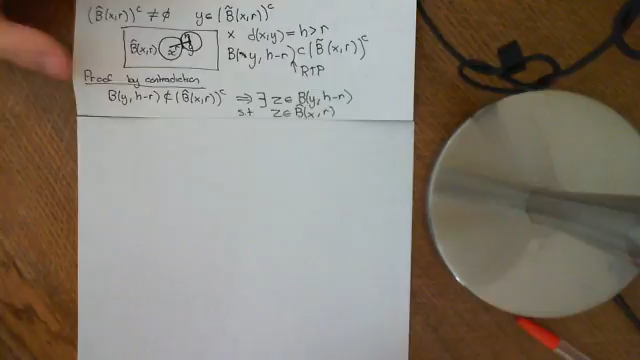 (B̃(x,r))ᶜ ≠ ∅ y ∈ (B̃(x,r))ᶜ
x d(x,y) = h > r
B̃(x,r) x y
B(y, h-r) ⊂ (B̃(x,r))ᶜ
↑ RTP
Proof by contradiction
B(y, h-r) ⊄ (B̃(x,r))ᶜ ⇒ ∃ z ∈ B(y, h-r)
s.t z ∈ B̃(x,r)